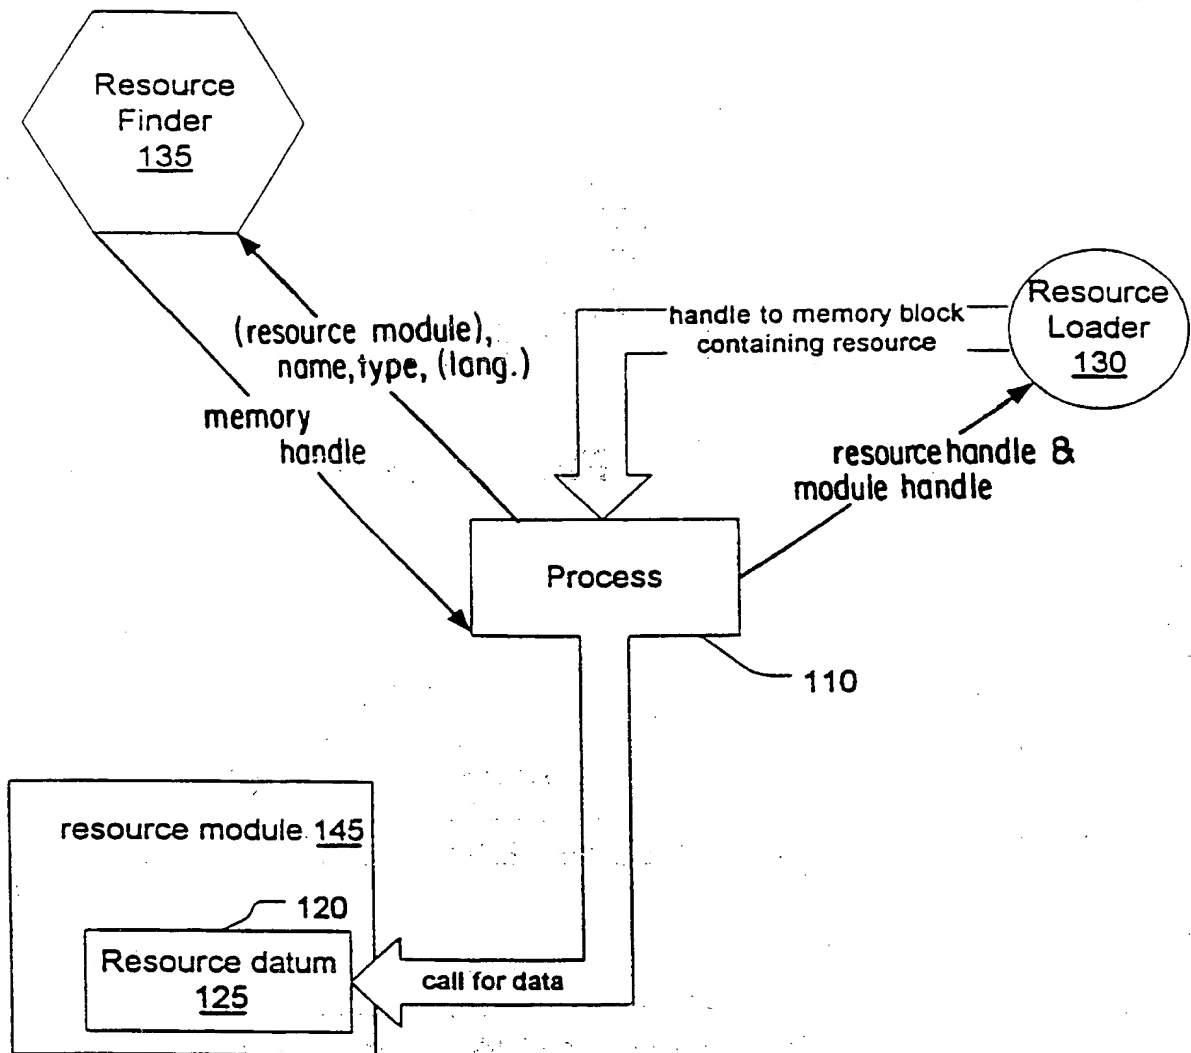 Resource
Finder
135
(resource module),
name, type, (lang.)
memory
handle
handle to memory block
containing resource
Resource
Loader
130
resource handle &
module handle
Process
110
resource module 145
120
Resource datum
125
call for data